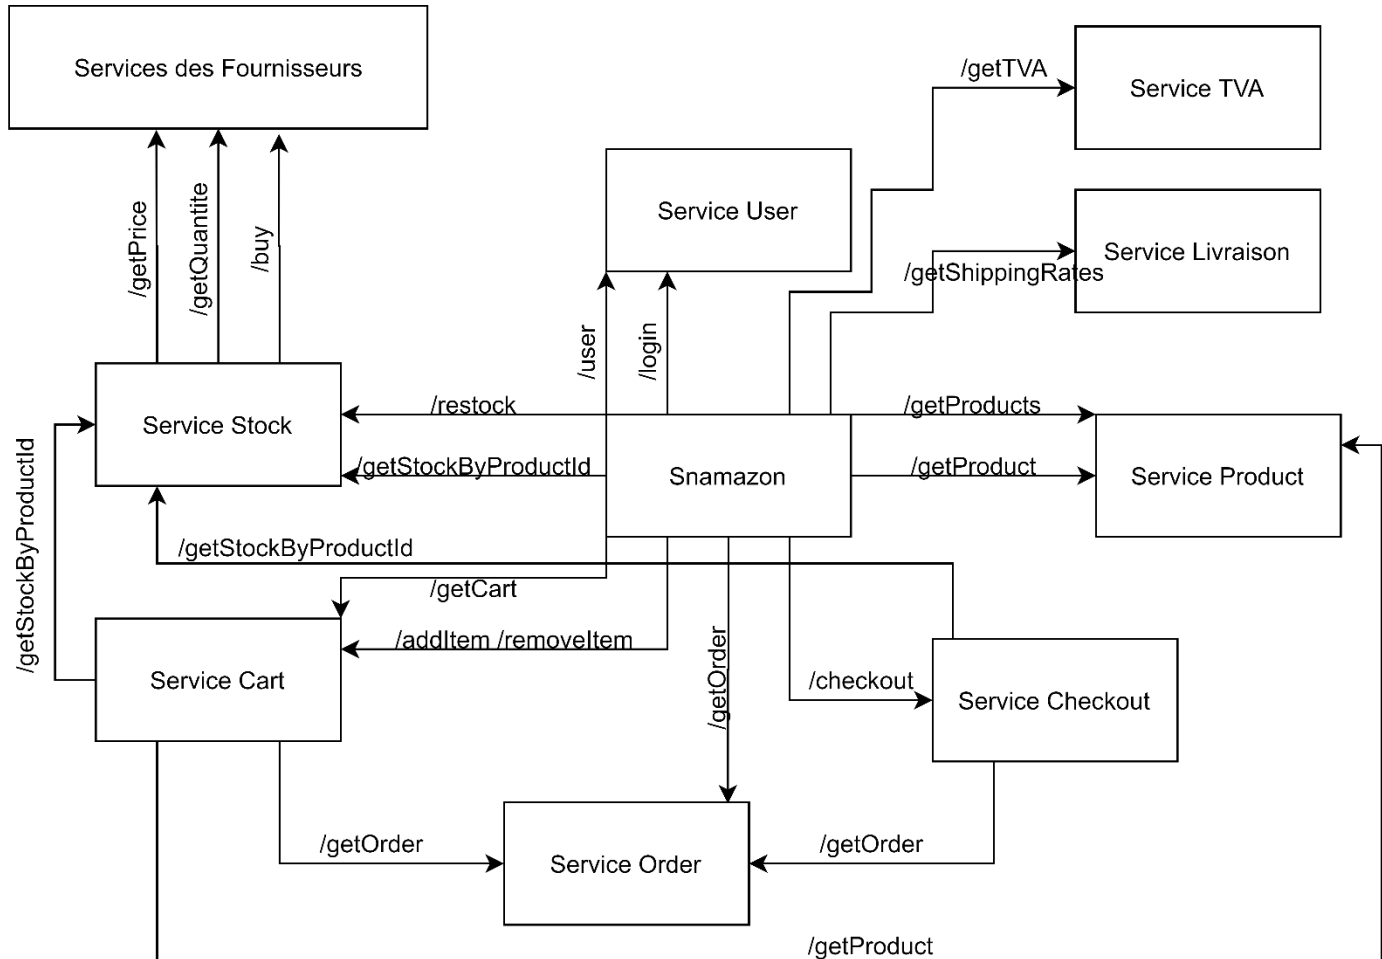 Services des Fournisseurs
/getTVA
Service TVA
Service User
Service Livraison
/getShippingRates
/getPrice
/getQuantite
/buy
/user
/login
Service Stock
/restock
/getProducts
/getStockByProductId
Snamazon
/getProduct
Service Product
/getStockByProductId
/getStockByProductId
/getCart
/addItem /removeItem
/getOrder
Service Cart
/checkout
Service Checkout
/getOrder
Service Order
/getOrder
/getProduct